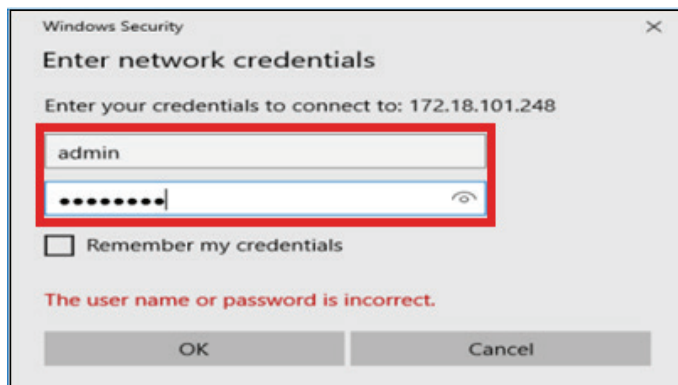 Windows Security
Enter network credentials
Enter your credentials to connect to: 172.18.101.248
admin
••••••••
Remember my credentials
The user name or password is incorrect.
OK
Cancel